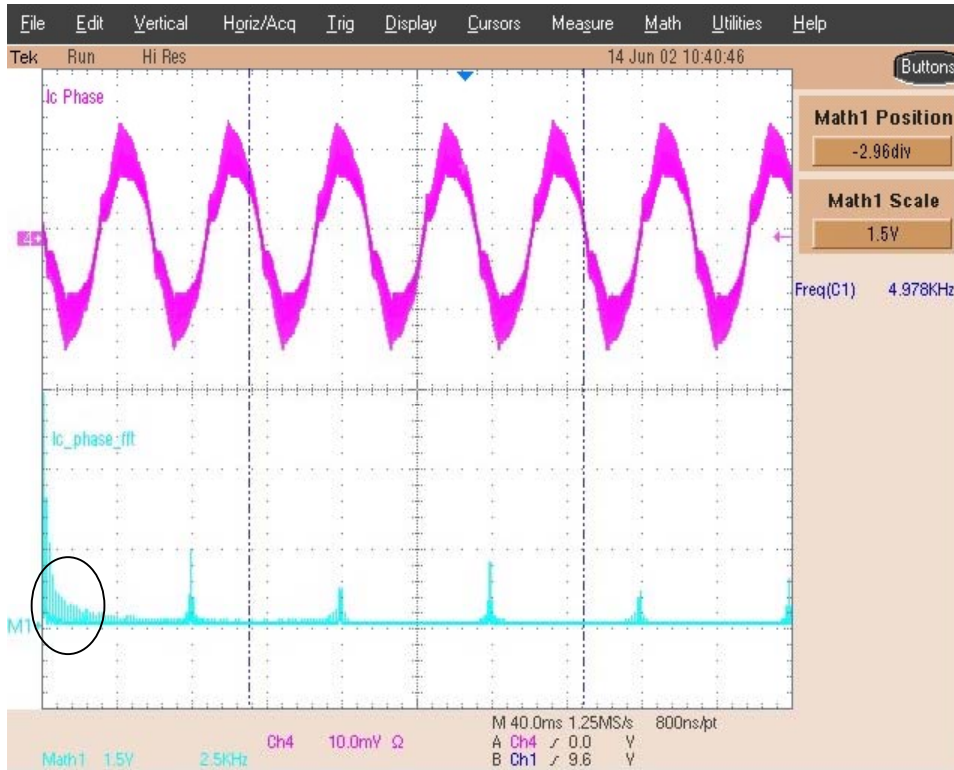 File Edit Vertical Horiz/Acq Trig Display Cursors Measure Math Utilities Help
Tek Run Hi Res 14 Jun 02 10:40:46
Buttons
Ic Phase
Math1 Position
-2.96div
Math1 Scale
1.5V
4
Freq(C1) 4.978KHz
Ic_phase_fft
M1
M 40.0ms 1.25MS/s 800ns/pt
Ch4 10.0mV Ω A Ch4 ∕ 0.0 V
Math1 1.5V 2.5KHz B Ch1 ∕ 9.6 V